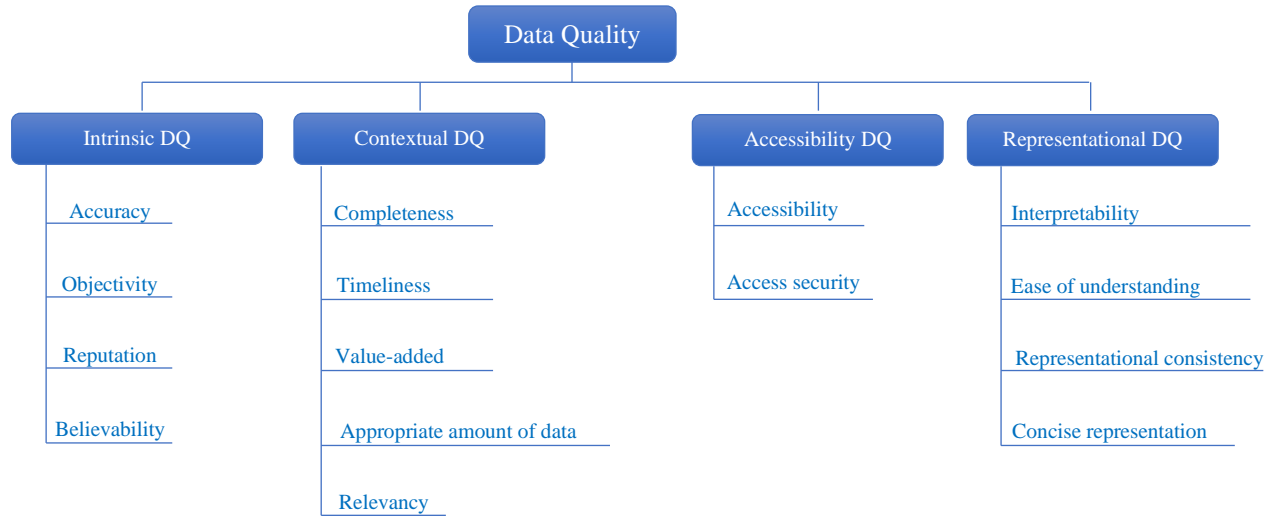 Data Quality
Intrinsic DQ
Accuracy
Objectivity
Reputation
Believability
Contextual DQ
Completeness
Timeliness
Value-added
Appropriate amount of data
Relevancy
Accessibility DQ
Accessibility
Access security
Representational DQ
Interpretability
Ease of understanding
Representational consistency
Concise representation